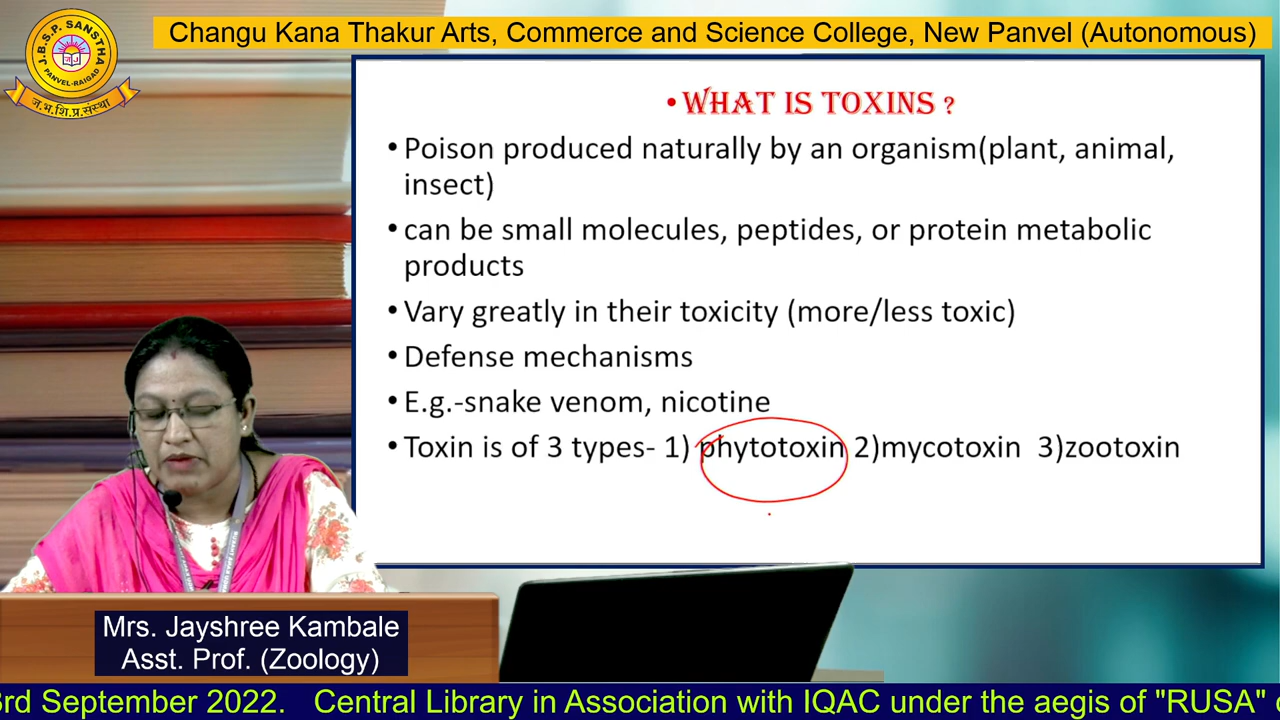 Changu Kana Thakur Arts, Commerce and Science College, New Panvel (Autonomous)
J.B.S.P. SANSTHA
PANVEL-RAIGAD
ज.भ.शि.प्र.संस्था
•WHAT IS TOXINS ?
•Poison produced naturally by an organism(plant, animal,
insect)
•can be small molecules, peptides, or protein metabolic
products
•Vary greatly in their toxicity (more/less toxic)
•Defense mechanisms
•E.g.-snake venom, nicotine
•Toxin is of 3 types- 1) phytotoxin 2)mycotoxin 3)zootoxin
Mrs. Jayshree Kambale
Asst. Prof. (Zoology)
3rd September 2022. Central Library in Association with IQAC under the aegis of "RUSA"